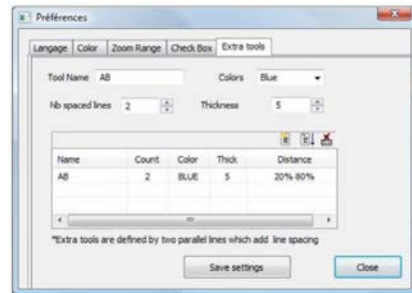 Préférences
Langage Color Zoom Range Check Box Extra tools
Tool Name AB Colors Blue
Nb spaced lines 2 Thickness 5
Name Count Color Thick Distance
AB 2 BLUE 5 20% 80%
*Extra tools are defined by two parallel lines which add line spacing
Save settings Close